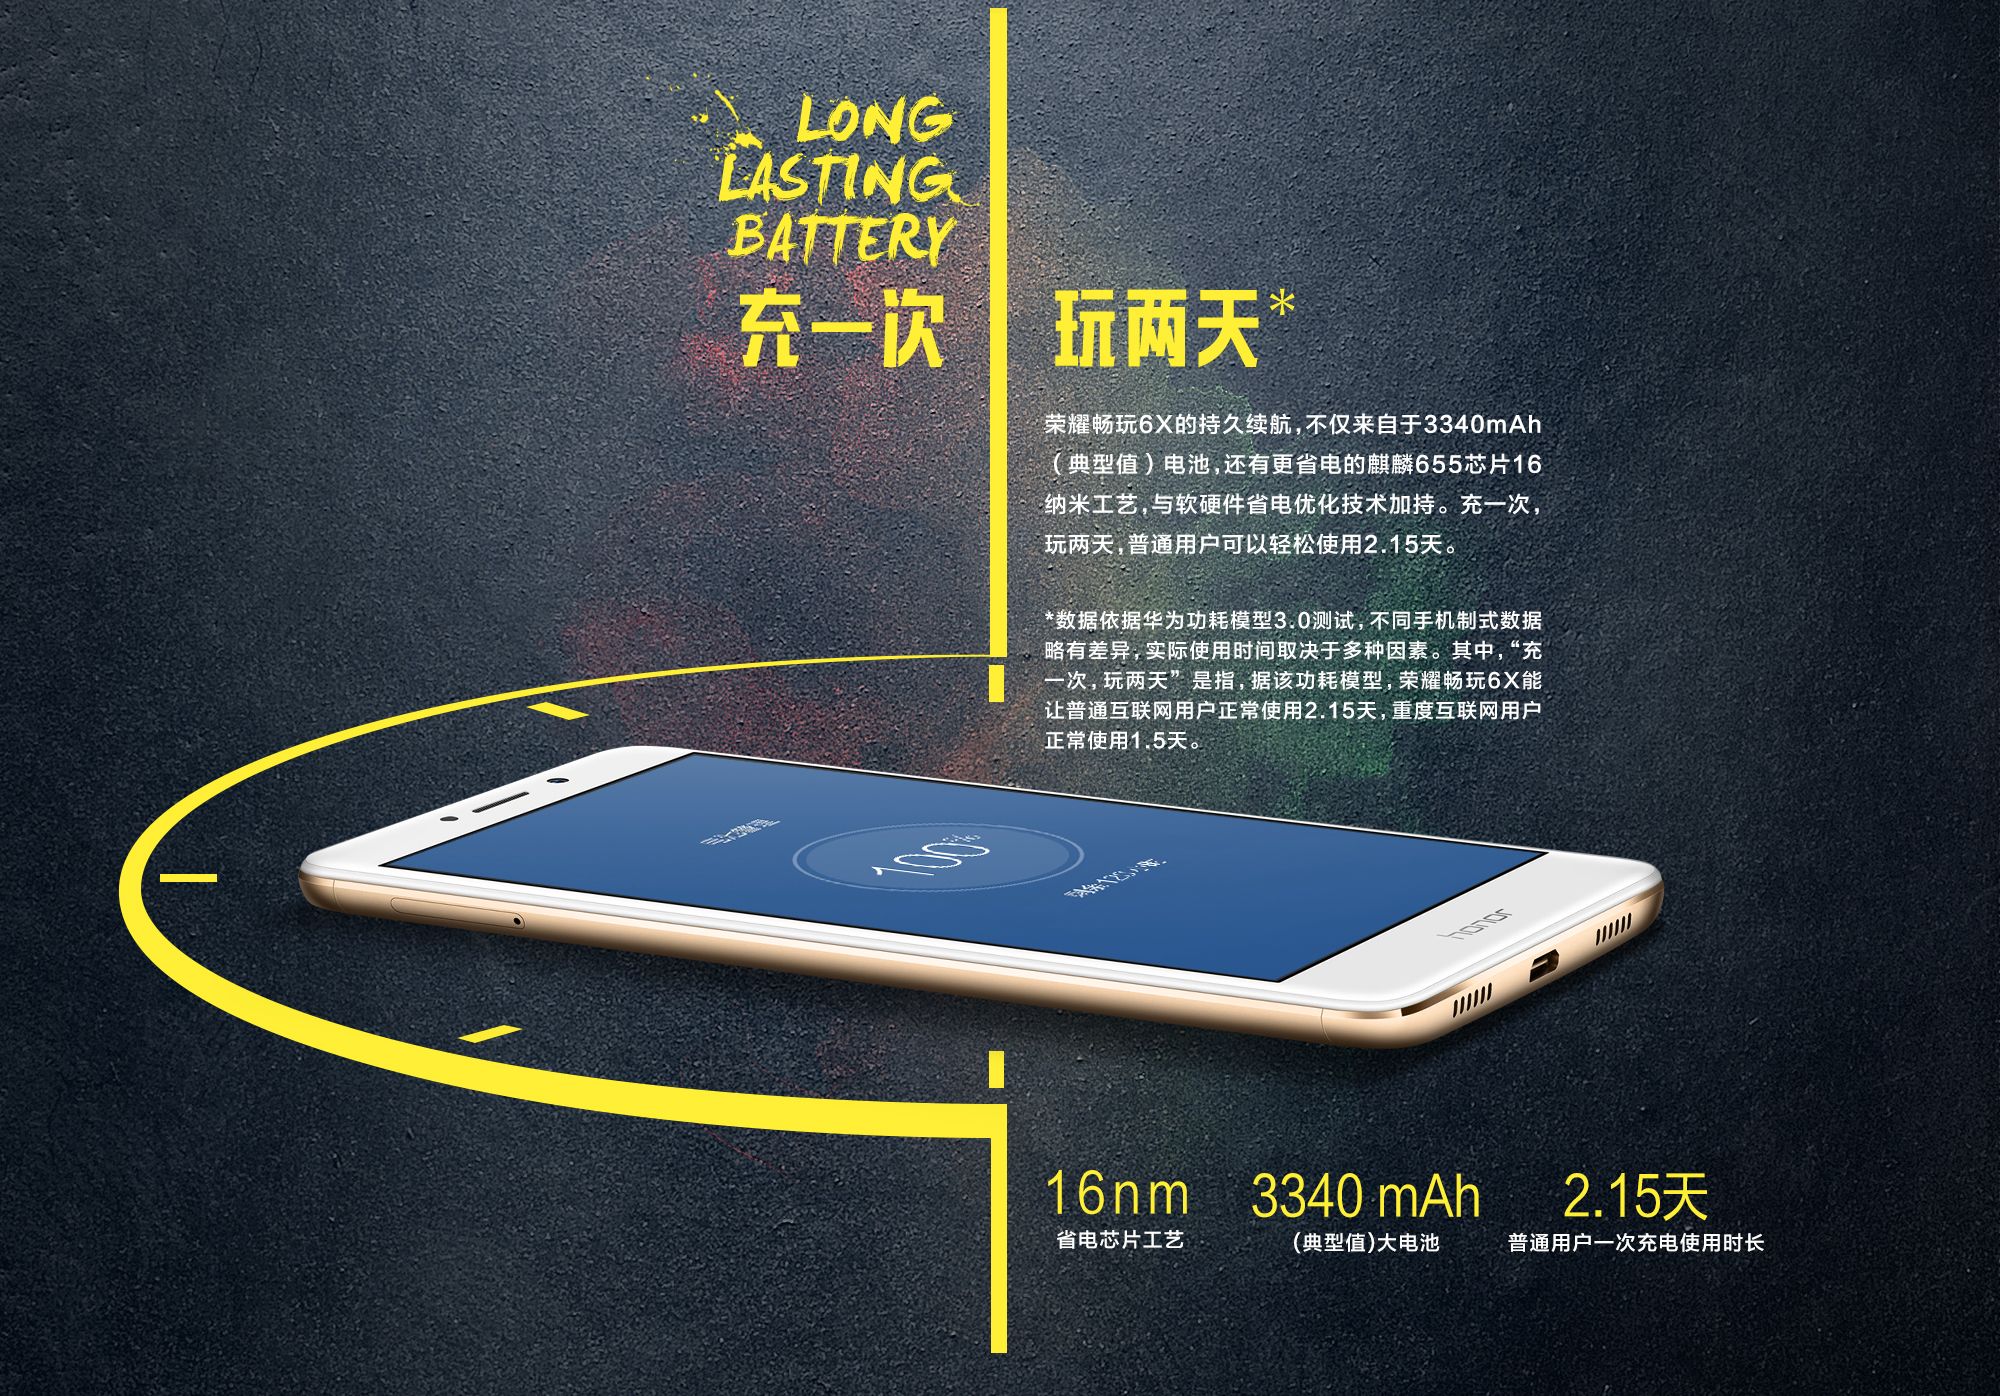 LONG
LASTING
BATTERY
充一次 玩两天*
荣耀畅玩6X的持久续航,不仅来自于3340mAh
(典型值)电池,还有更省电的麒麟655芯片16
纳米工艺,与软硬件省电优化技术加持。充一次,
玩两天,普通用户可以轻松使用2.15天。
*数据依据华为功耗模型3.0测试,不同手机制式数据
略有差异,实际使用时间取决于多种因素。其中,“充
一次,玩两天”是指,据该功耗模型,荣耀畅玩6X能
让普通互联网用户正常使用2.15天,重度互联网用户
正常使用1.5天。
100%
honor
16nm
省电芯片工艺
3340 mAh
(典型值)大电池
2.15天
普通用户一次充电使用时长